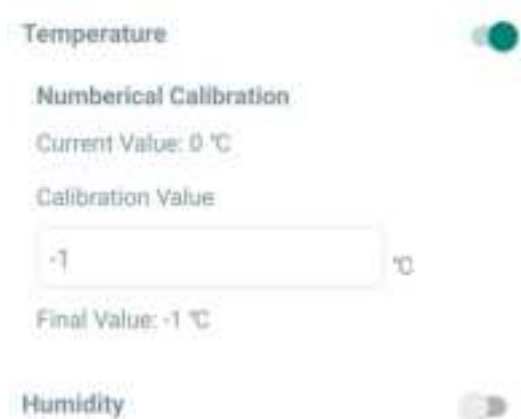 Temperature
Numberical Calibration
Current Value: 0 ℃
Calibration Value
-1 ℃
Final Value: -1 ℃
Humidity